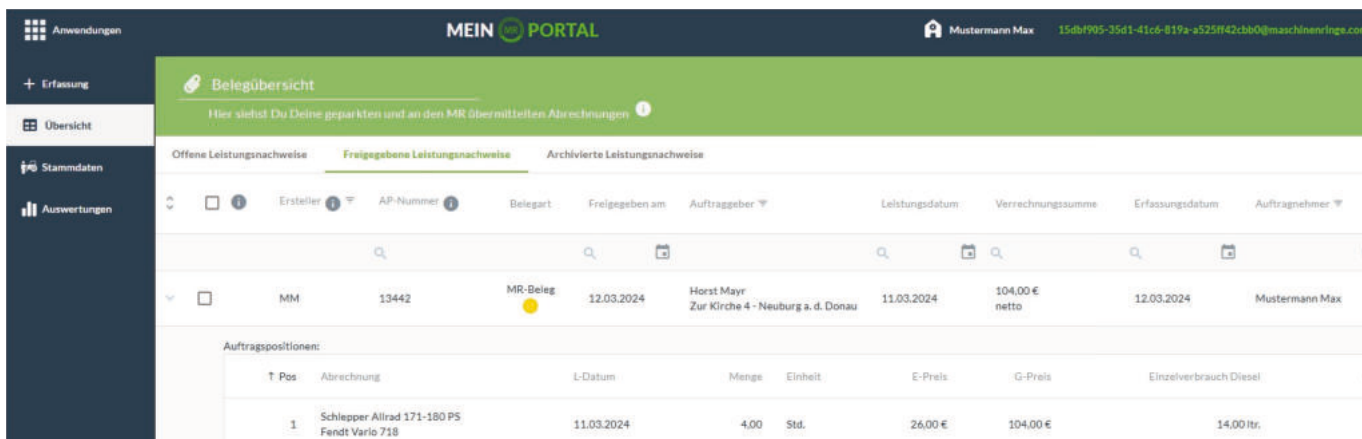 Anwendungen
MEIN MR PORTAL
Mustermann Max 15dbf905-35d1-41c6-819a-a525ff42cbb0@maschinenringe.com
+ Erfassung
Übersicht
Stammdaten
Auswertungen
Belegübersicht
Hier siehst Du Deine geparkten und an den MR übermittelten Abrechnungen
Offene Leistungsnachweise Freigegebene Leistungsnachweise Archivierte Leistungsnachweise
Ersteller AP-Nummer Belegart Freigegeben am Auftraggeber Leistungsdatum Verrechnungssumme Erfassungsdatum Auftragnehmer
MM 13442 MR-Beleg 12.03.2024 Horst Mayr 11.03.2024 104,00 € 12.03.2024 Mustermann Max
Zur Kirche 4 - Neuburg a. d. Donau netto
Auftragspositionen:
↑ Pos Abrechnung L-Datum Menge Einheit E-Preis G-Preis Einzelverbrauch Diesel
1 Schlepper Allrad 171-180 PS 11.03.2024 4,00 Std. 26,00 € 104,00 € 14,00 ltr.
Fendt Vario 718